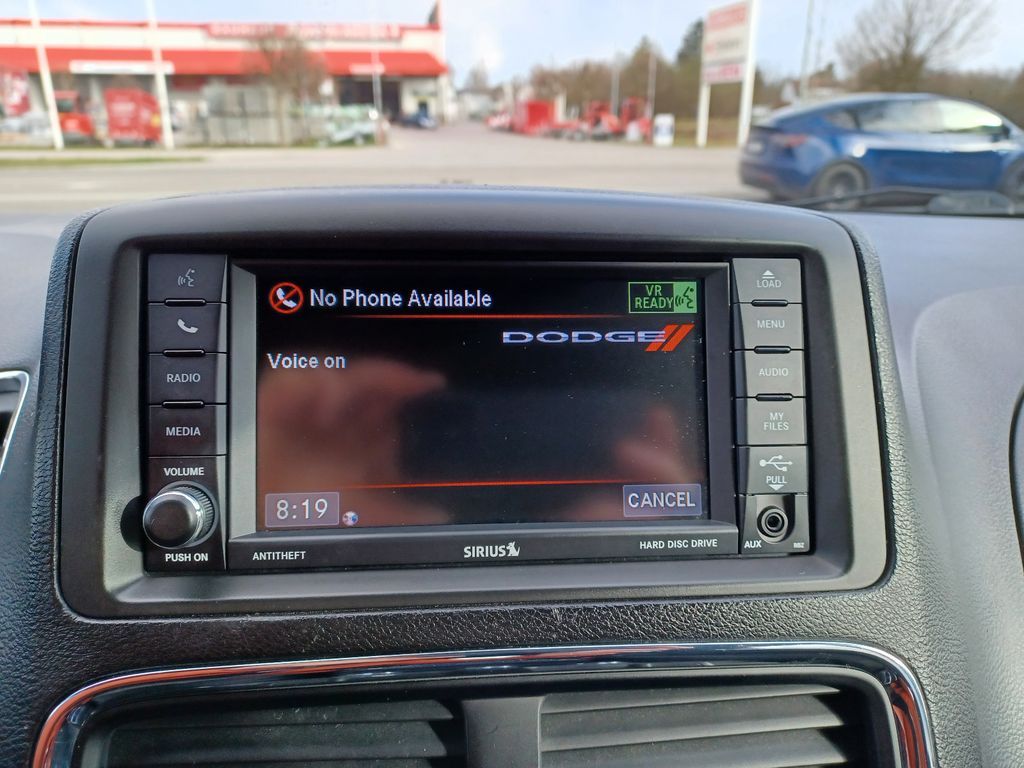 No Phone Available
VR
READY
DODGE
Voice on
8:19
CANCEL
RADIO
MEDIA
VOLUME
PUSH ON
ANTITHEFT
SIRIUS
HARD DISC DRIVE
LOAD
MENU
AUDIO
MY
FILES
PULL
AUX
RBZ